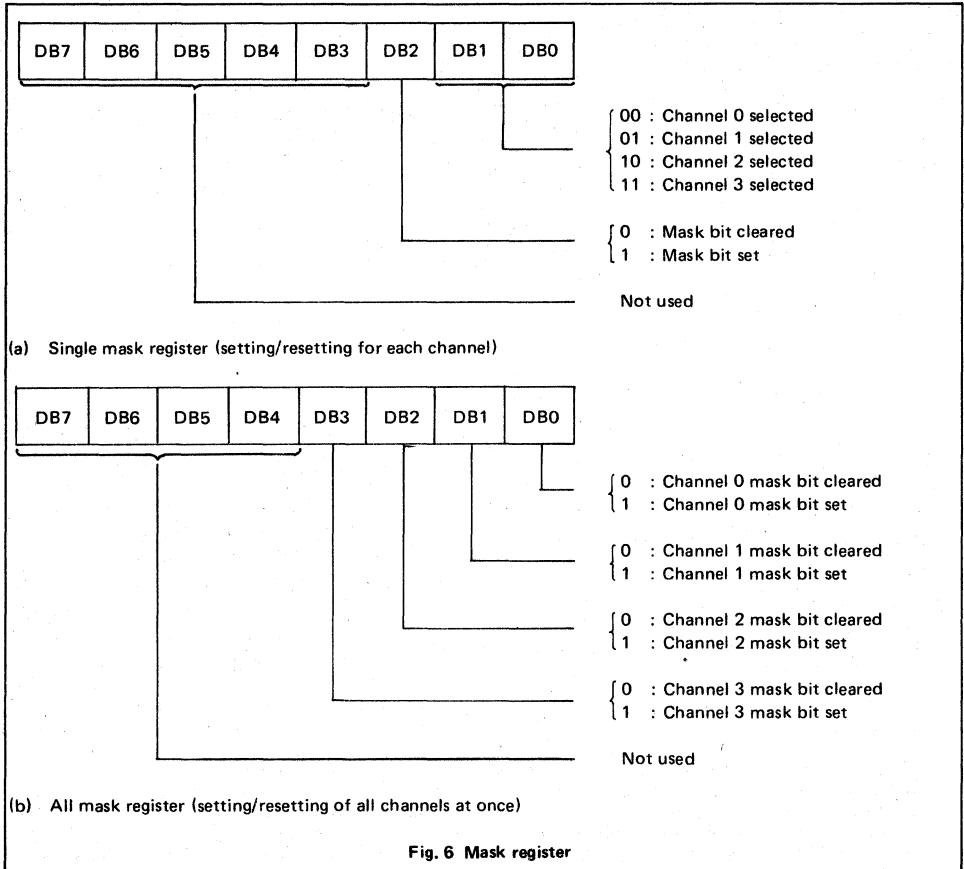 DB7 DB6 DB5 DB4 DB3 DB2 DB1 DB0
00 : Channel 0 selected
01 : Channel 1 selected
10 : Channel 2 selected
11 : Channel 3 selected
0 : Mask bit cleared
1 : Mask bit set
Not used
(a) Single mask register (setting/resetting for each channel)
DB7 DB6 DB5 DB4 DB3 DB2 DB1 DB0
0 : Channel 0 mask bit cleared
1 : Channel 0 mask bit set
0 : Channel 1 mask bit cleared
1 : Channel 1 mask bit set
0 : Channel 2 mask bit cleared
1 : Channel 2 mask bit set
0 : Channel 3 mask bit cleared
1 : Channel 3 mask bit set
Not used
(b) All mask register (setting/resetting of all channels at once)
Fig. 6 Mask register